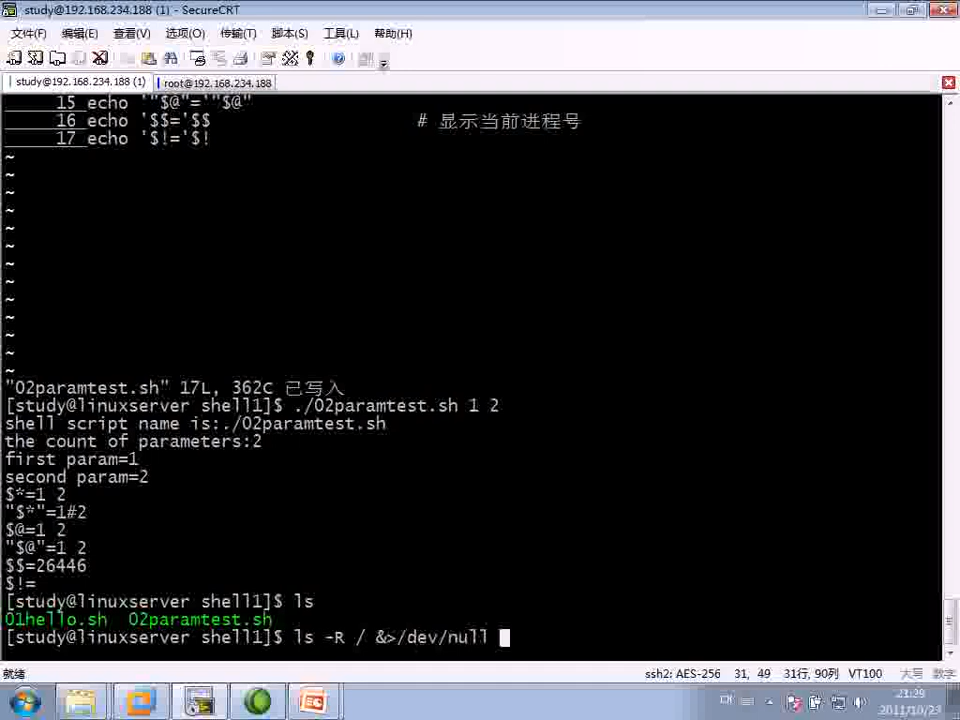 study@192.168.234.188 (1) - SecureCRT
文件(F) 编辑(E) 查看(V) 选项(O) 传输(T) 脚本(S) 工具(L) 帮助(H)
study@192.168.234.188 (1) root@192.168.234.188
15 echo '"$@"='"$@"
16 echo '$$='$$ # 显示当前进程号
17 echo '$!='$!
~
~
~
~
~
~
~
~
~
~
~
~
~
"02paramtest.sh" 17L, 362C 已写入
[study@linuxserver shell1]$ ./02paramtest.sh 1 2
shell script name is:./02paramtest.sh
the count of parameters:2
first param=1
second param=2
$*=1 2
"$*"=1#2
$@=1 2
"$@"=1 2
$$=26446
$!=
[study@linuxserver shell1]$ ls
01hello.sh 02paramtest.sh
[study@linuxserver shell1]$ ls -R / &>/dev/null
就绪 ssh2: AES-256 31, 49 31行, 90列 VT100 大写 数字
EN 21:29
2011/10/23